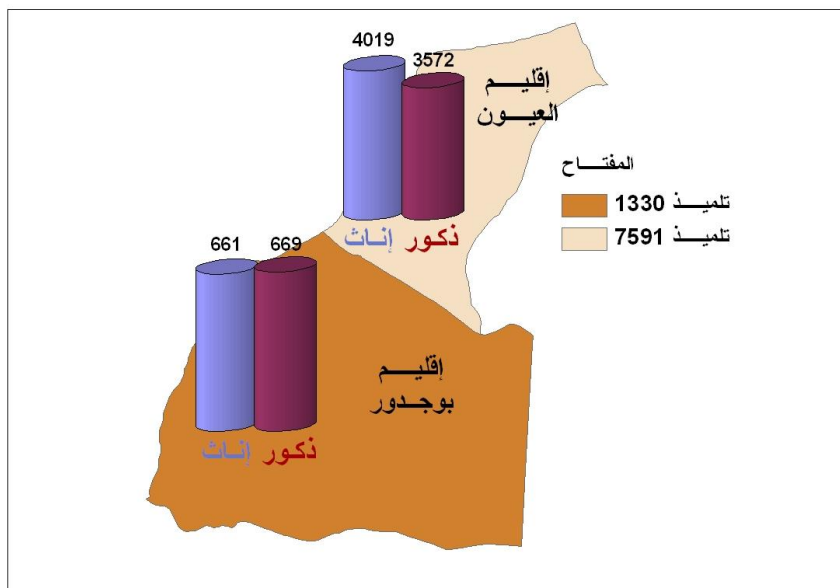 4019
3572
إقليم
العيون
المفتاح
1330 تلميذ
7591 تلميذ
إناث ذكور
661 669
إقليم
بوجدور
إناث ذكور